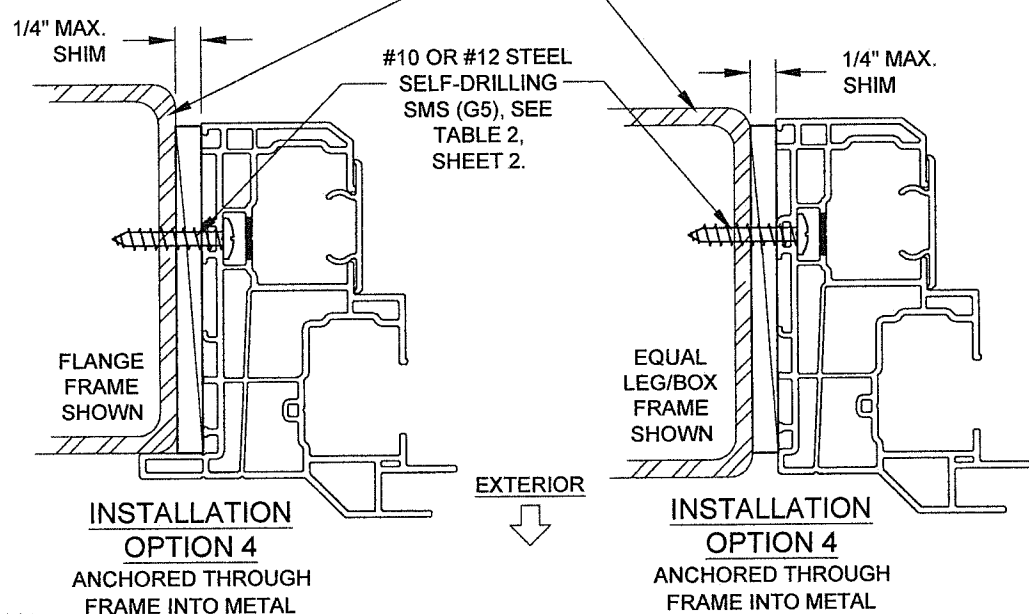 1/4" MAX.
SHIM
#10 OR #12 STEEL
SELF-DRILLING
SMS (G5), SEE
TABLE 2,
SHEET 2.
1/4" MAX.
SHIM
FLANGE
FRAME
SHOWN
EQUAL
LEG/BOX
FRAME
SHOWN
EXTERIOR
INSTALLATION
OPTION 4
ANCHORED THROUGH
FRAME INTO METAL
INSTALLATION
OPTION 4
ANCHORED THROUGH
FRAME INTO METAL